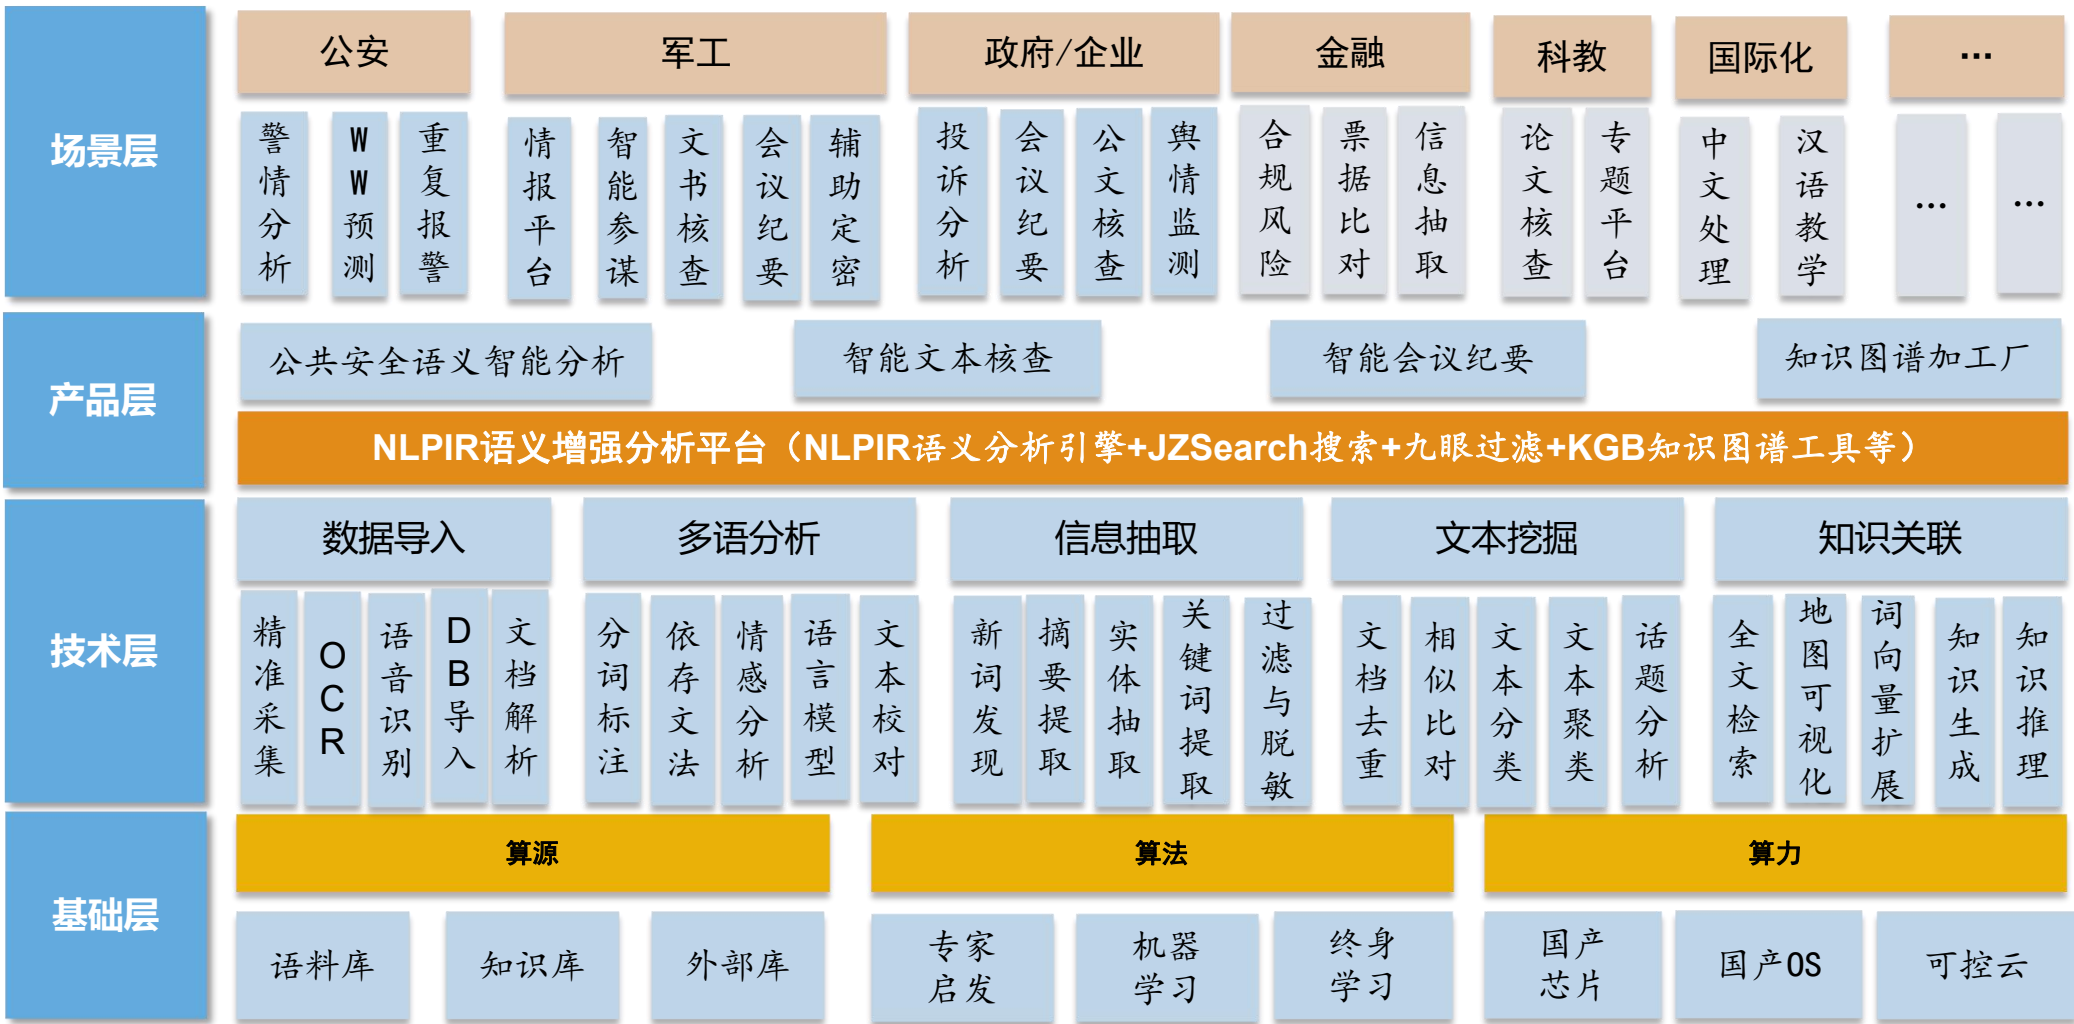 场景层
公安
军工
政府/企业
金融
科教
国际化
...
警情分析
WW预测
重复报警
情报平台
智能参谋
文书核查
会议纪要
辅助定密
投诉分析
会议纪要
公文核查
舆情监测
合规风险
票据比对
信息抽取
论文核查
专题平台
中文处理
汉语教学
...
...
产品层
公共安全语义智能分析
智能文本核查
智能会议纪要
知识图谱加工厂
NLPIR语义增强分析平台（NLPIR语义分析引擎+JZSearch搜索+九眼过滤+KGB知识图谱工具等）
技术层
数据导入
多语分析
信息抽取
文本挖掘
知识关联
精准采集
OCR
语音识别
DB导入
文档解析
分词标注
依存文法
情感分析
语言模型
文本校对
新词发现
摘要提取
实体抽取
关键词提取
过滤与脱敏
文档去重
相似比对
文本分类
文本聚类
话题分析
全文检索
地图可视化
词向量扩展
知识生成
知识推理
基础层
算源
算法
算力
语料库
知识库
外部库
专家
启发
机器
学习
终身
学习
国产
芯片
国产OS
可控云